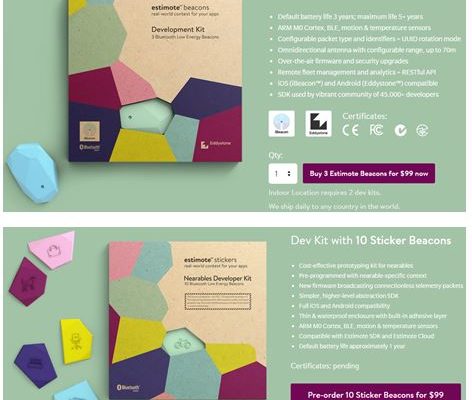 estimote beacons
real-world context for your apps
Development Kit
3 Bluetooth Low Energy Beacons
iBeacon
Bluetooth
Eddystone
Default battery life 3 years; maximum life 5+ years
ARM M0 Cortex, BLE, motion & temperature sensors
Configurable packet type and identifiers + UUID rotation mode
Omnidirectional antenna with configurable range, up to 70m
Over-the-air firmware and security upgrades
Remote fleet management and analytics + RESTful API
iOS (iBeacon™) and Android (Eddystone™) compatible
SDK used by vibrant community of 45,000+ developers
iBeacon
Eddystone
Certificates:
CE FC
Qty:
1
Buy 3 Estimote Beacons for $99 now
Indoor Location requires 2 dev kits.
We ship daily to any country in the world.
estimote stickers
real-world context for your apps
Nearables Developer Kit
10 Bluetooth Low Energy Beacons
Bluetooth
Dev Kit with 10 Sticker Beacons
Cost-effective prototyping kit for nearables
Pre-programmed with nearable-specific context
New firmware broadcasting connectionless telemetry packets
Simpler, higher-level abstraction SDK
Full iOS and Android compatibility
Thin & waterproof enclosure with built-in adhesive layer
ARM M0 Cortex, BLE, motion & temperature sensors
Compatible with Estimote SDK and Estimote Cloud
Default battery life approximately 1 year
Certificates: pending
Pre-order 10 Sticker Beacons for $99